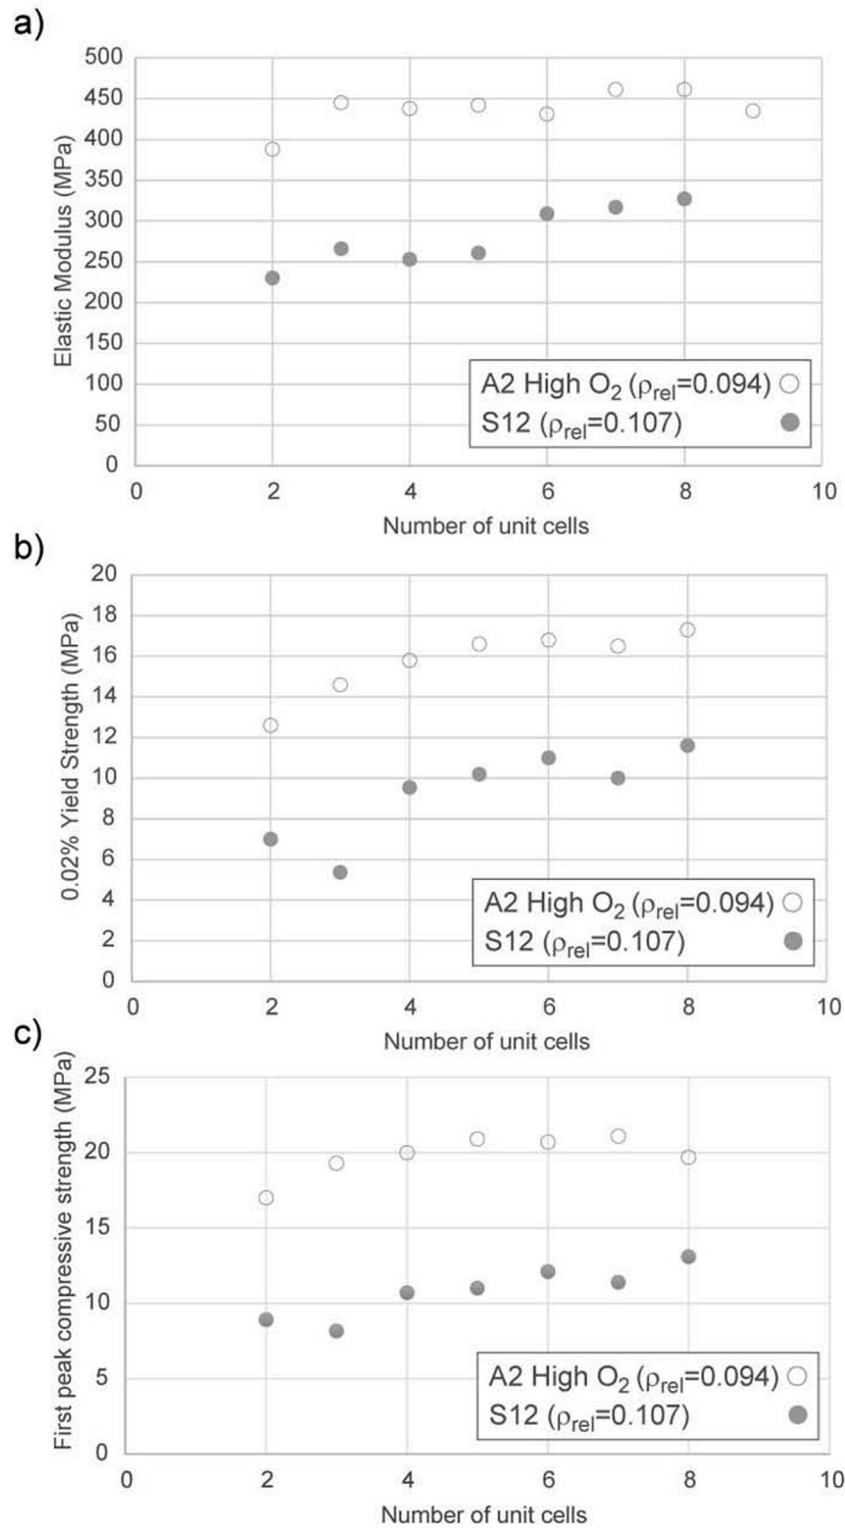 a)
500
450
400
350
300
250
200
150
100
50
0
Elastic Modulus (MPa)
A2 High O2 (ρrel=0.094)
S12 (ρrel=0.107)
0 2 4 6 8 10
Number of unit cells
b)
20
18
16
14
12
10
8
6
4
2
0
0.02% Yield Strength (MPa)
A2 High O2 (ρrel=0.094)
S12 (ρrel=0.107)
0 2 4 6 8 10
Number of unit cells
c)
25
20
15
10
5
0
First peak compressive strength (MPa)
A2 High O2 (ρrel=0.094)
S12 (ρrel=0.107)
0 2 4 6 8 10
Number of unit cells